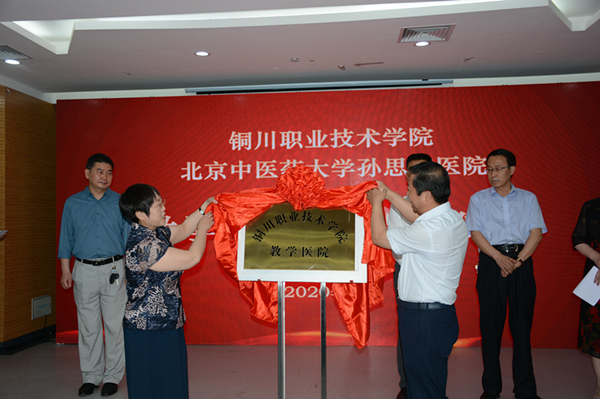 铜川职业技术学院
北京中医药大学孙思 医院
铜川职业技术学院
教学医院
2020